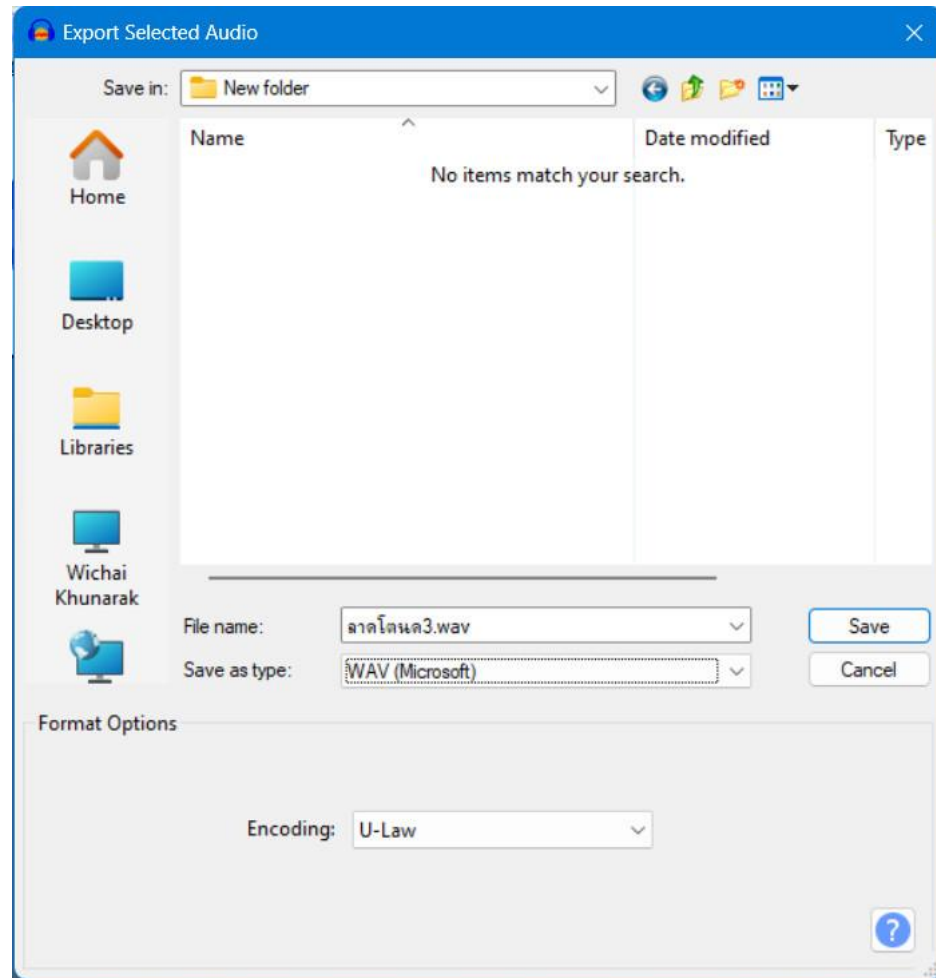 Export Selected Audio
Save in: New folder
Name Date modified Type
No items match your search.
Home
Desktop
Libraries
Wichai
Khunarak
File name: ลาดโตนด3.wav Save
Save as type: WAV (Microsoft) Cancel
Format Options
Encoding: U-Law
?